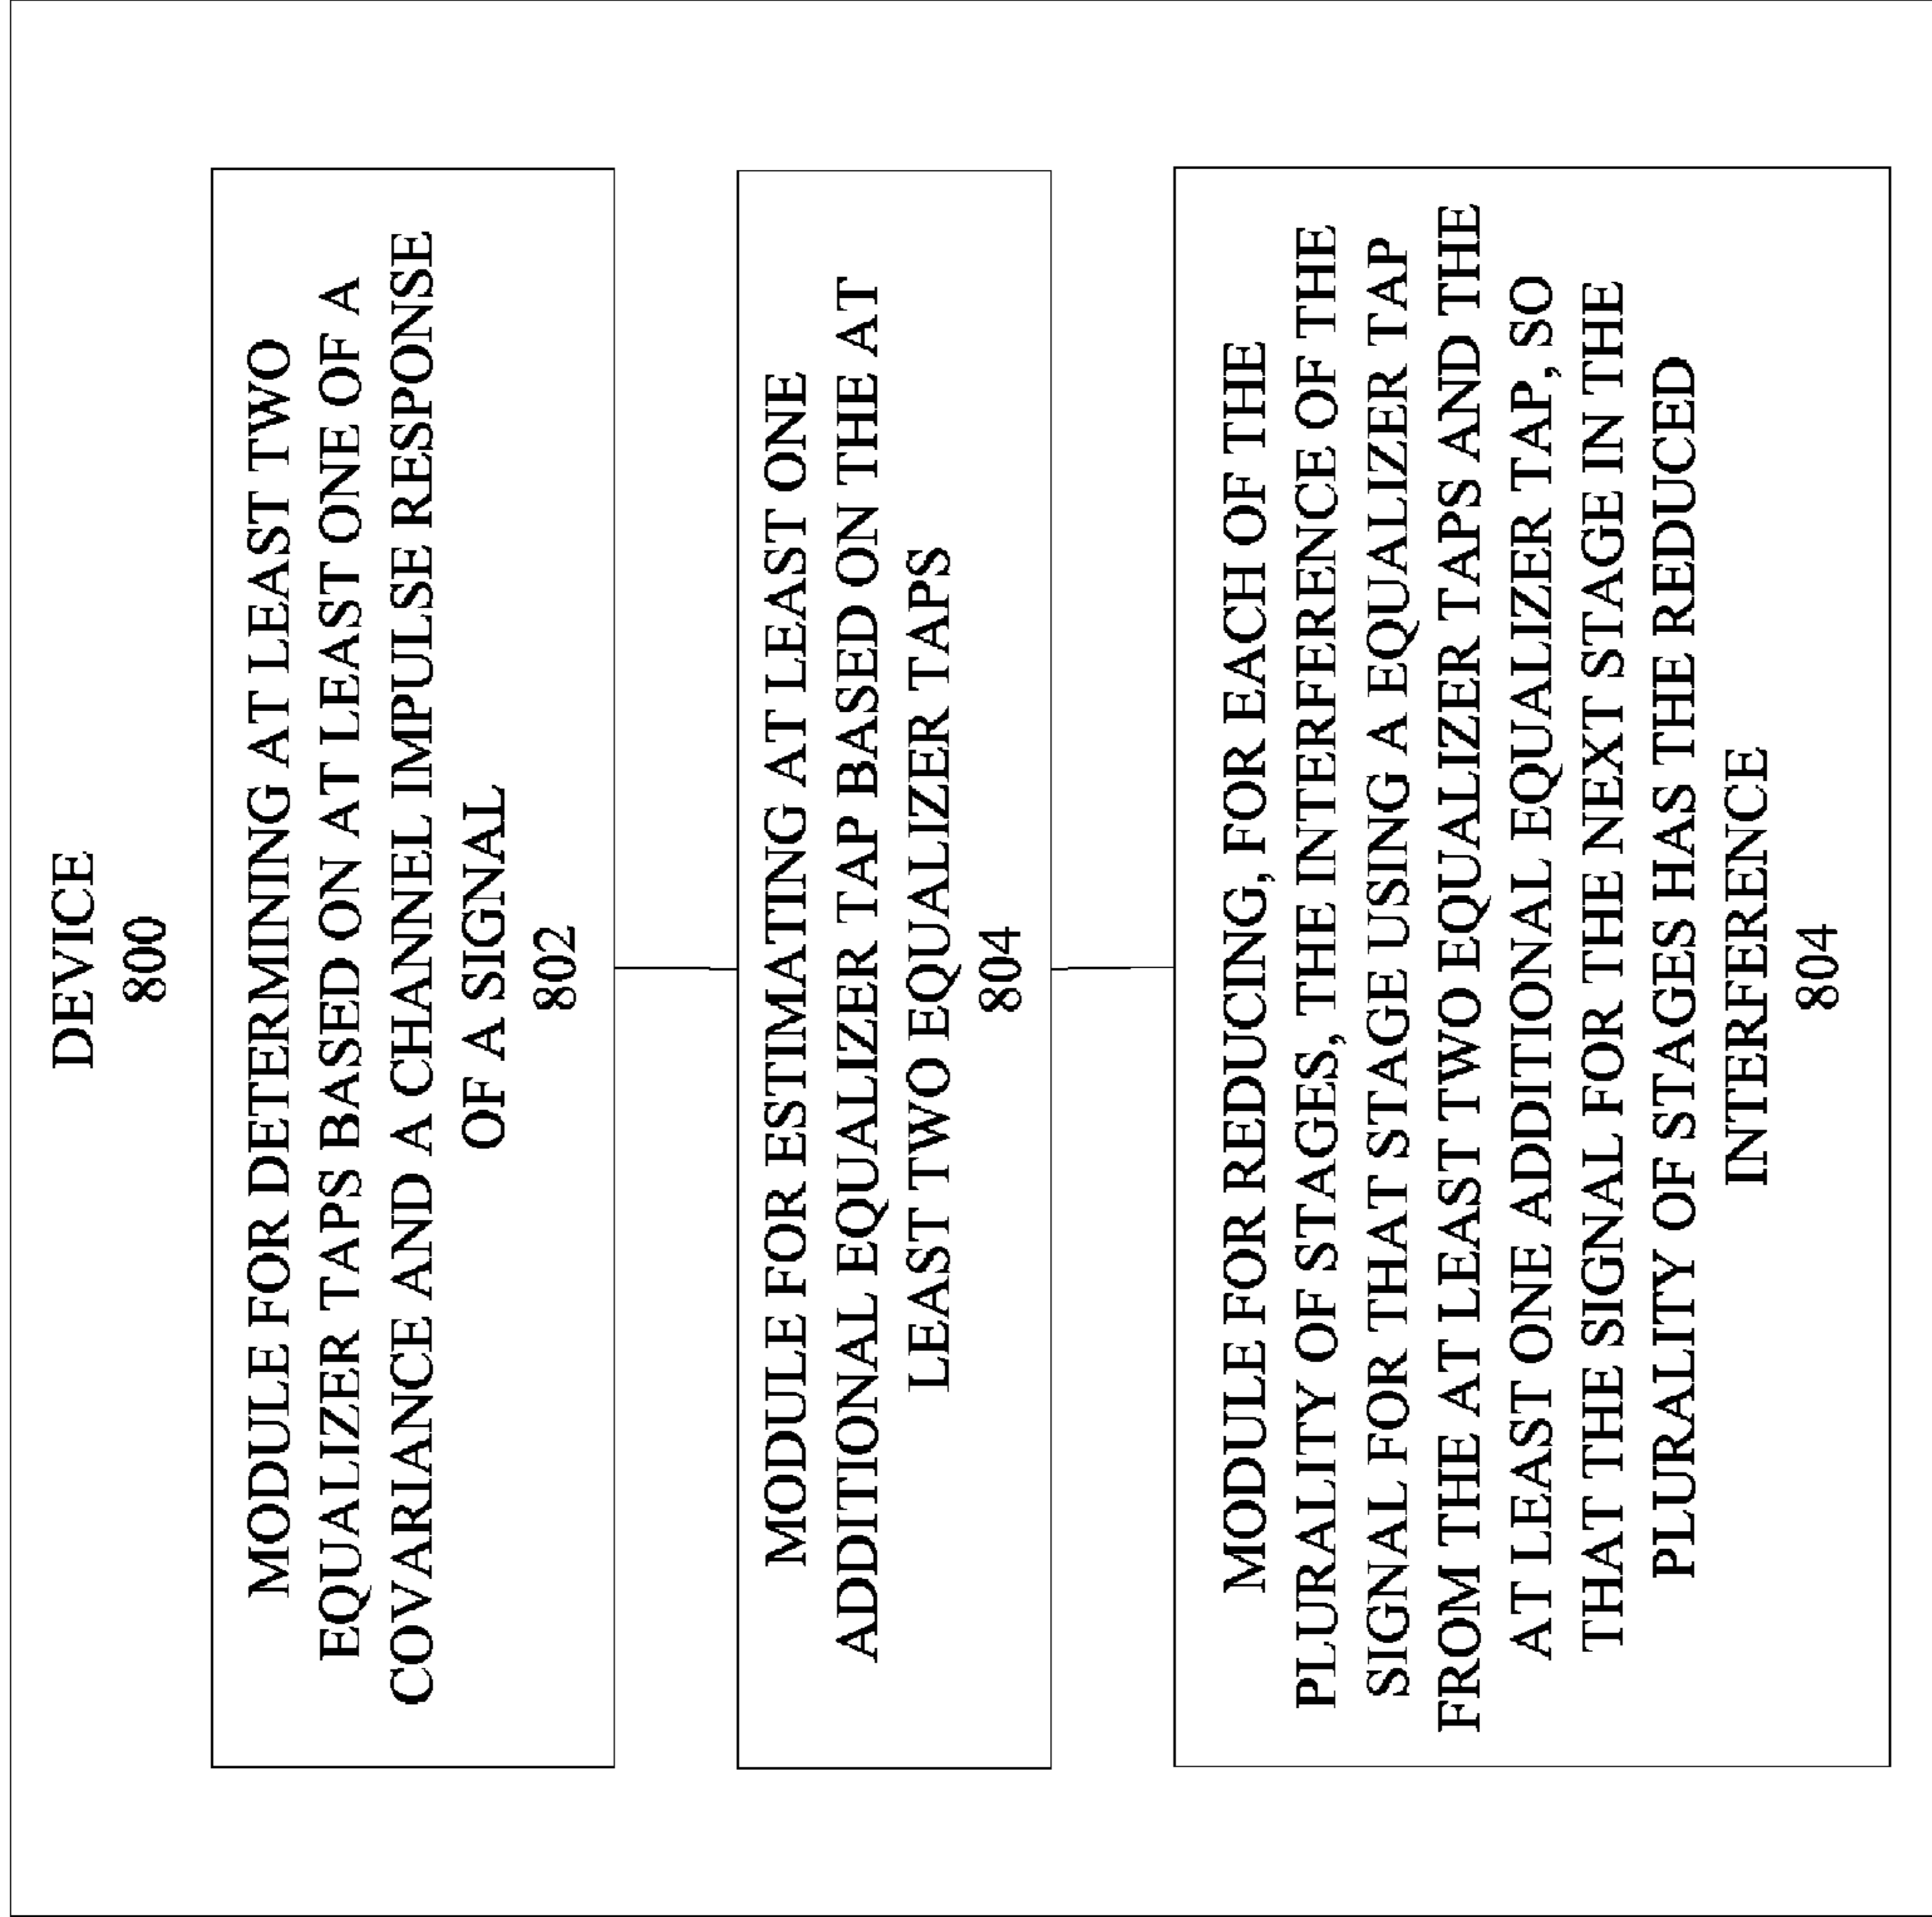 DEVICE
800
MODULE FOR DETERMINING AT LEAST TWO
EQUALIZER TAPS BASED ON AT LEAST ONE OF A
COVARIANCE AND A CHANNEL IMPULSE RESPONSE
OF A SIGNAL
802
MODULE FOR ESTIMATING AT LEAST ONE
ADDITIONAL EQUALIZER TAP BASED ON THE AT
LEAST TWO EQUALIZER TAPS
804
MODULE FOR REDUCING, FOR EACH OF THE
PLURALITY OF STAGES, THE INTERFERENCE OF THE
SIGNAL FOR THAT STAGE USING A EQUALIZER TAP
FROM THE AT LEAST TWO EQUALIZER TAPS AND THE
AT LEAST ONE ADDITIONAL EQUALIZER TAP, SO
THAT THE SIGNAL FOR THE NEXT STAGE IN THE
PLURALITY OF STAGES HAS THE REDUCED
INTERFERENCE
804